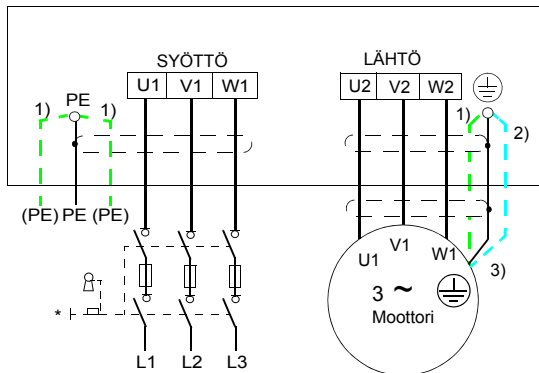 SYÖTTÖ LÄHTÖ
U1 V1 W1 U2 V2 W2
1) PE 1) 1) 2)
(PE) PE (PE)
U1 V1 W1 3)
3 ~
Moottori
*
L1 L2 L3